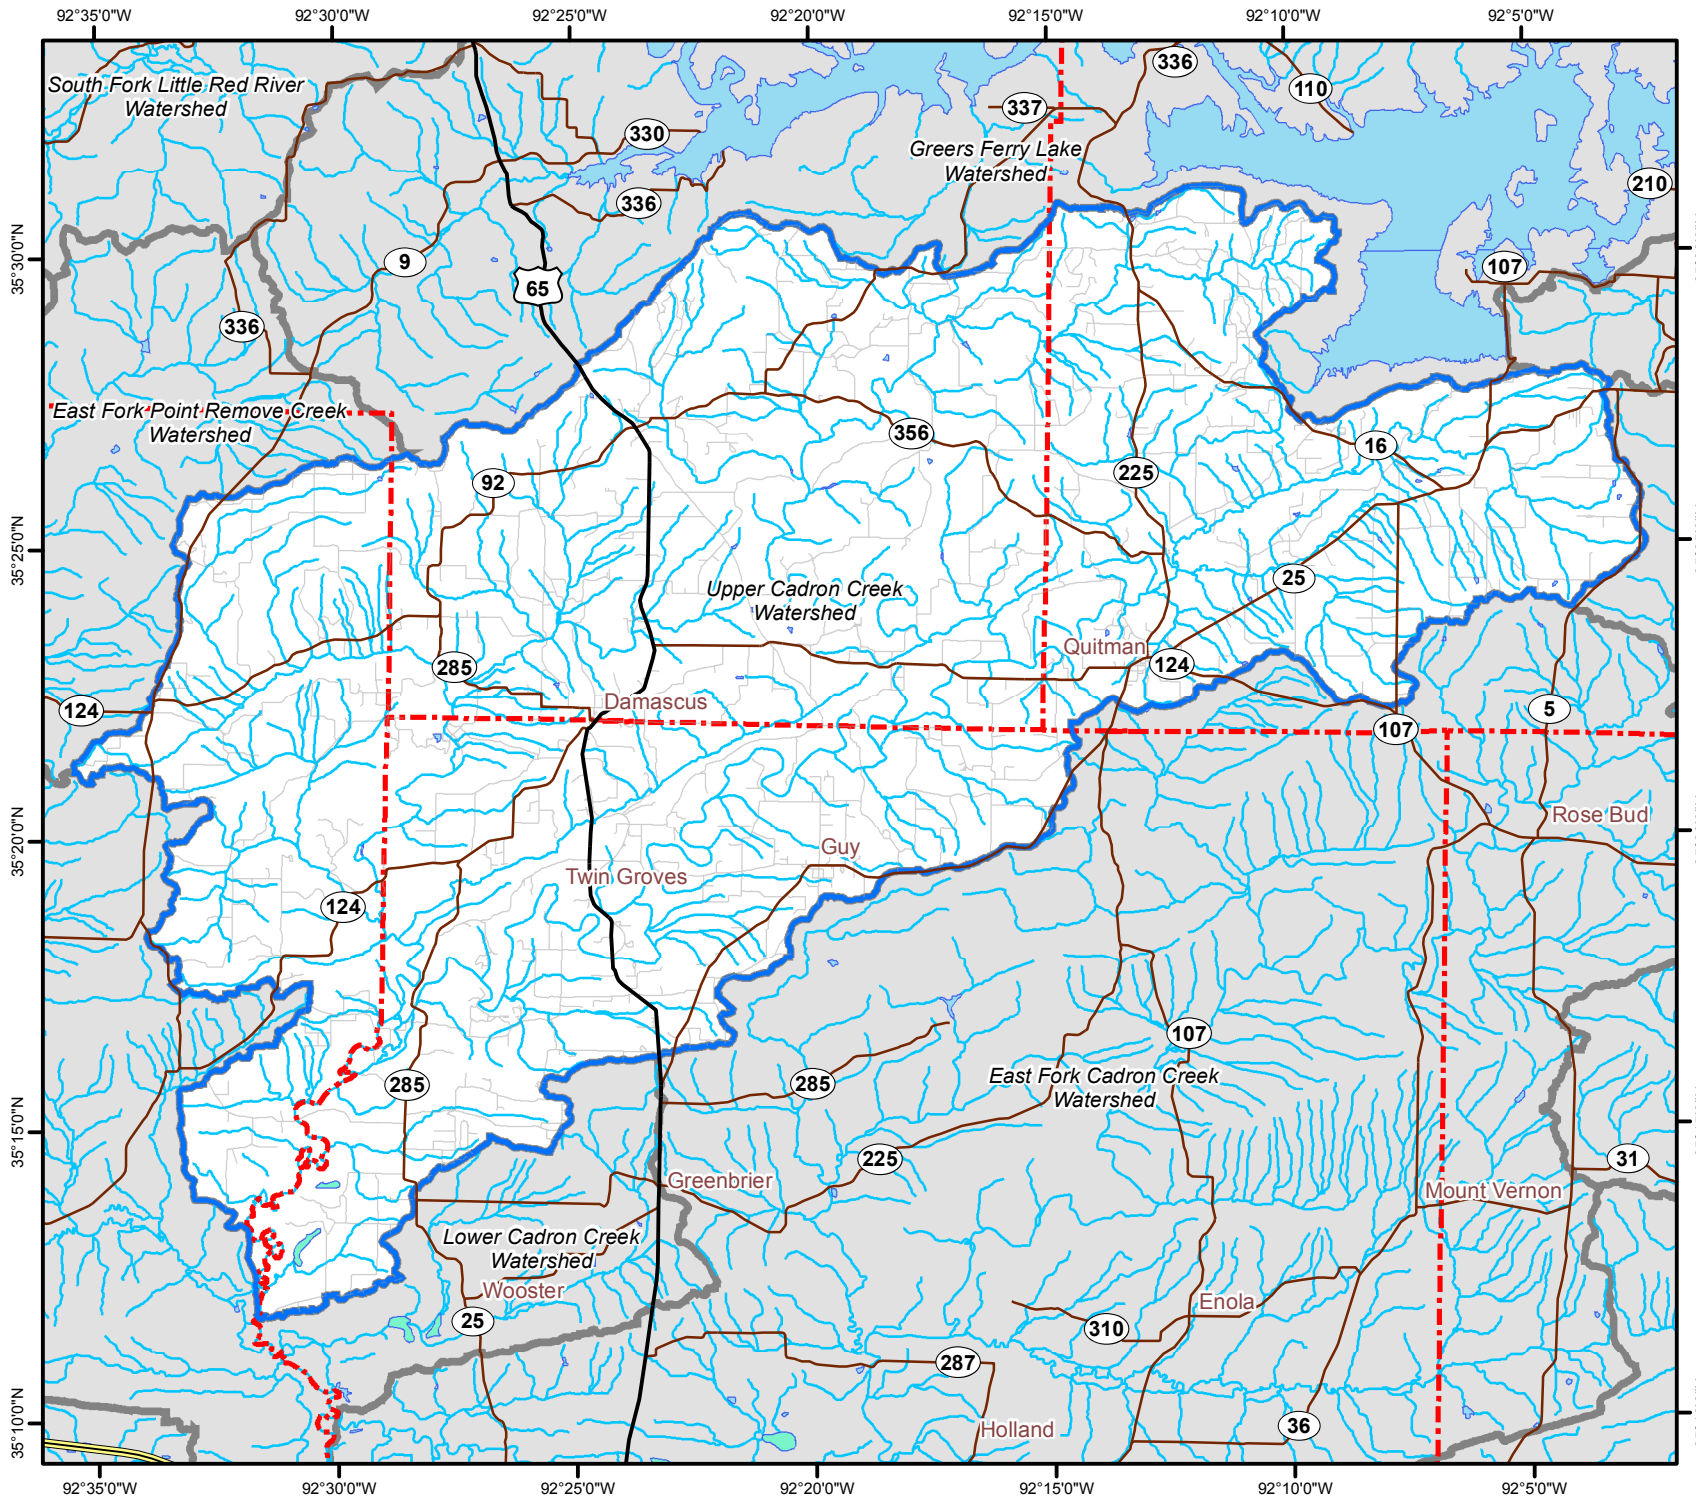 92°35'0"W
92°30'0"W
92°25'0"W
92°20'0"W
92°15'0"W
92°10'0"W
92°5'0"W
South Fork Little Red River
Watershed
336
110
337
330
Greers Ferry Lake
Watershed
210
336
9
107
35°30'0"N
65
336
East Fork Point Remove Creek
Watershed
356
16
225
92
35°25'0"N
25
Upper Cadron Creek
Watershed
Quitman
124
285
Damascus
124
5
107
Rose Bud
35°20'0"N
Guy
Twin Groves
124
107
285
285
East Fork Cadron Creek
Watershed
35°15'0"N
225
31
Greenbrier
Mount Vernon
Lower Cadron Creek
Watershed
Wooster
Enola
25
310
287
35°10'0"N
36
Holland
92°35'0"W
92°30'0"W
92°25'0"W
92°20'0"W
92°15'0"W
92°10'0"W
92°5'0"W